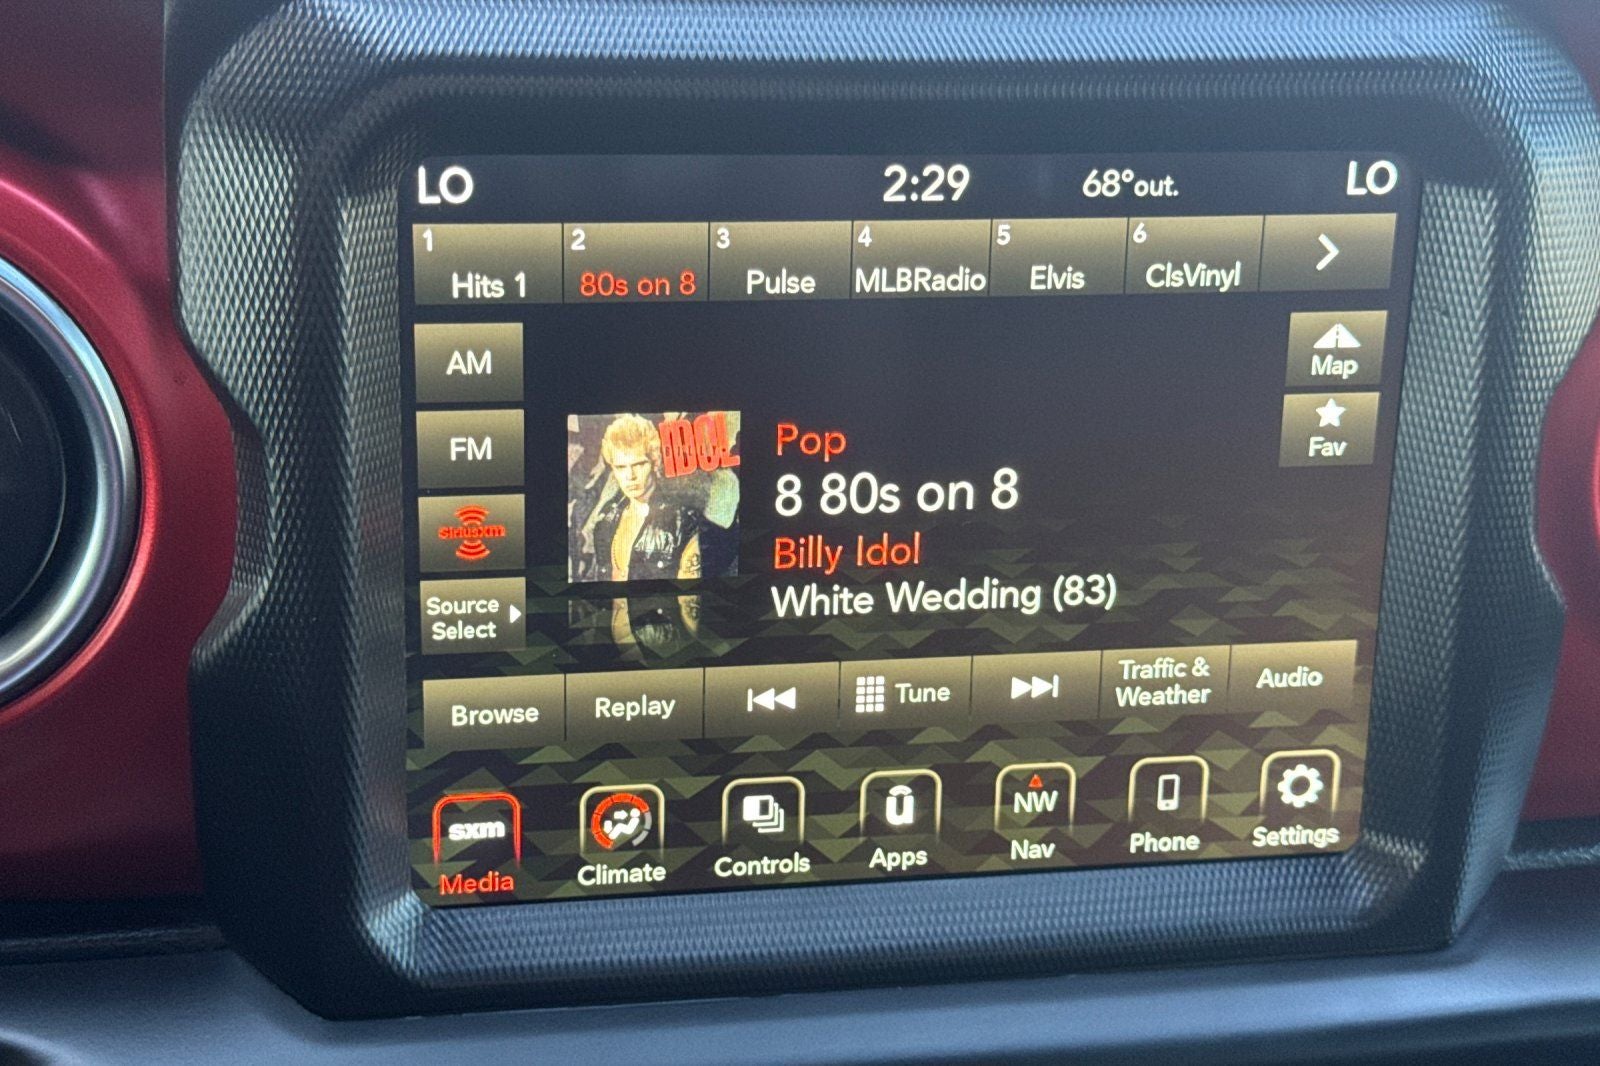 LO 2:29 68°out. LO
1 Hits 1
2 80s on 8
3 Pulse
4 MLBRadio
5 Elvis
6 ClsVinyl
AM
FM
siriusxm
Source
Select
IDOL
Pop
8 80s on 8
Billy Idol
White Wedding (83)
Map
Fav
Browse
Replay
Tune
Traffic &
Weather
Audio
sxm
Media
Climate
Controls
ū
Apps
NW
Nav
Phone
Settings